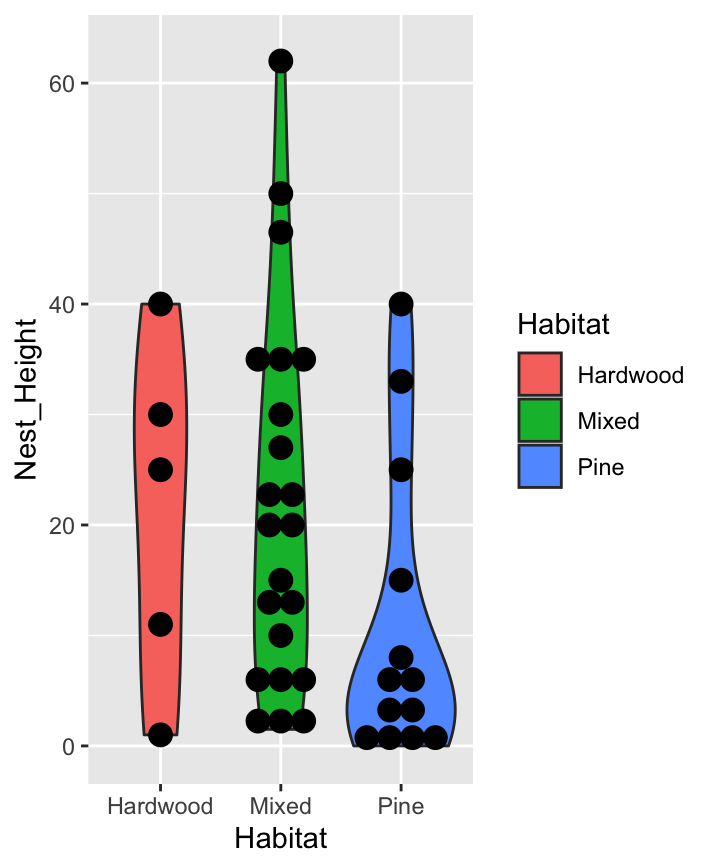 Nest_Height
60
40
20
0
Hardwood Mixed Pine
Habitat
Habitat
Hardwood
Mixed
Pine